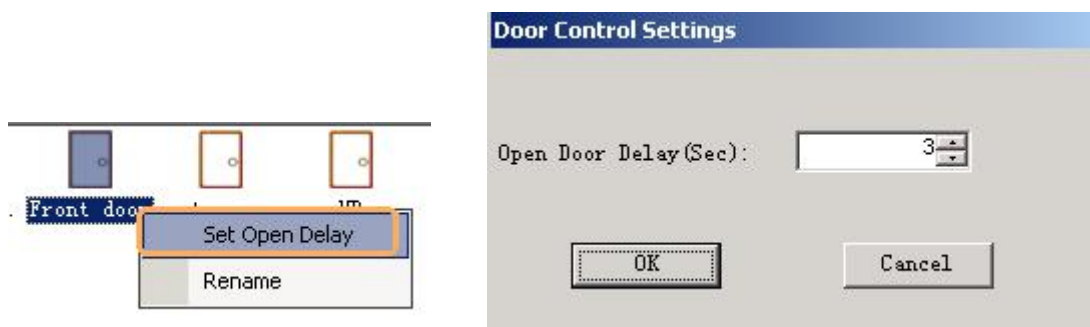 Front door
Set Open Delay
Rename
Door Control Settings
Open Door Delay(Sec):
3
OK
Cancel